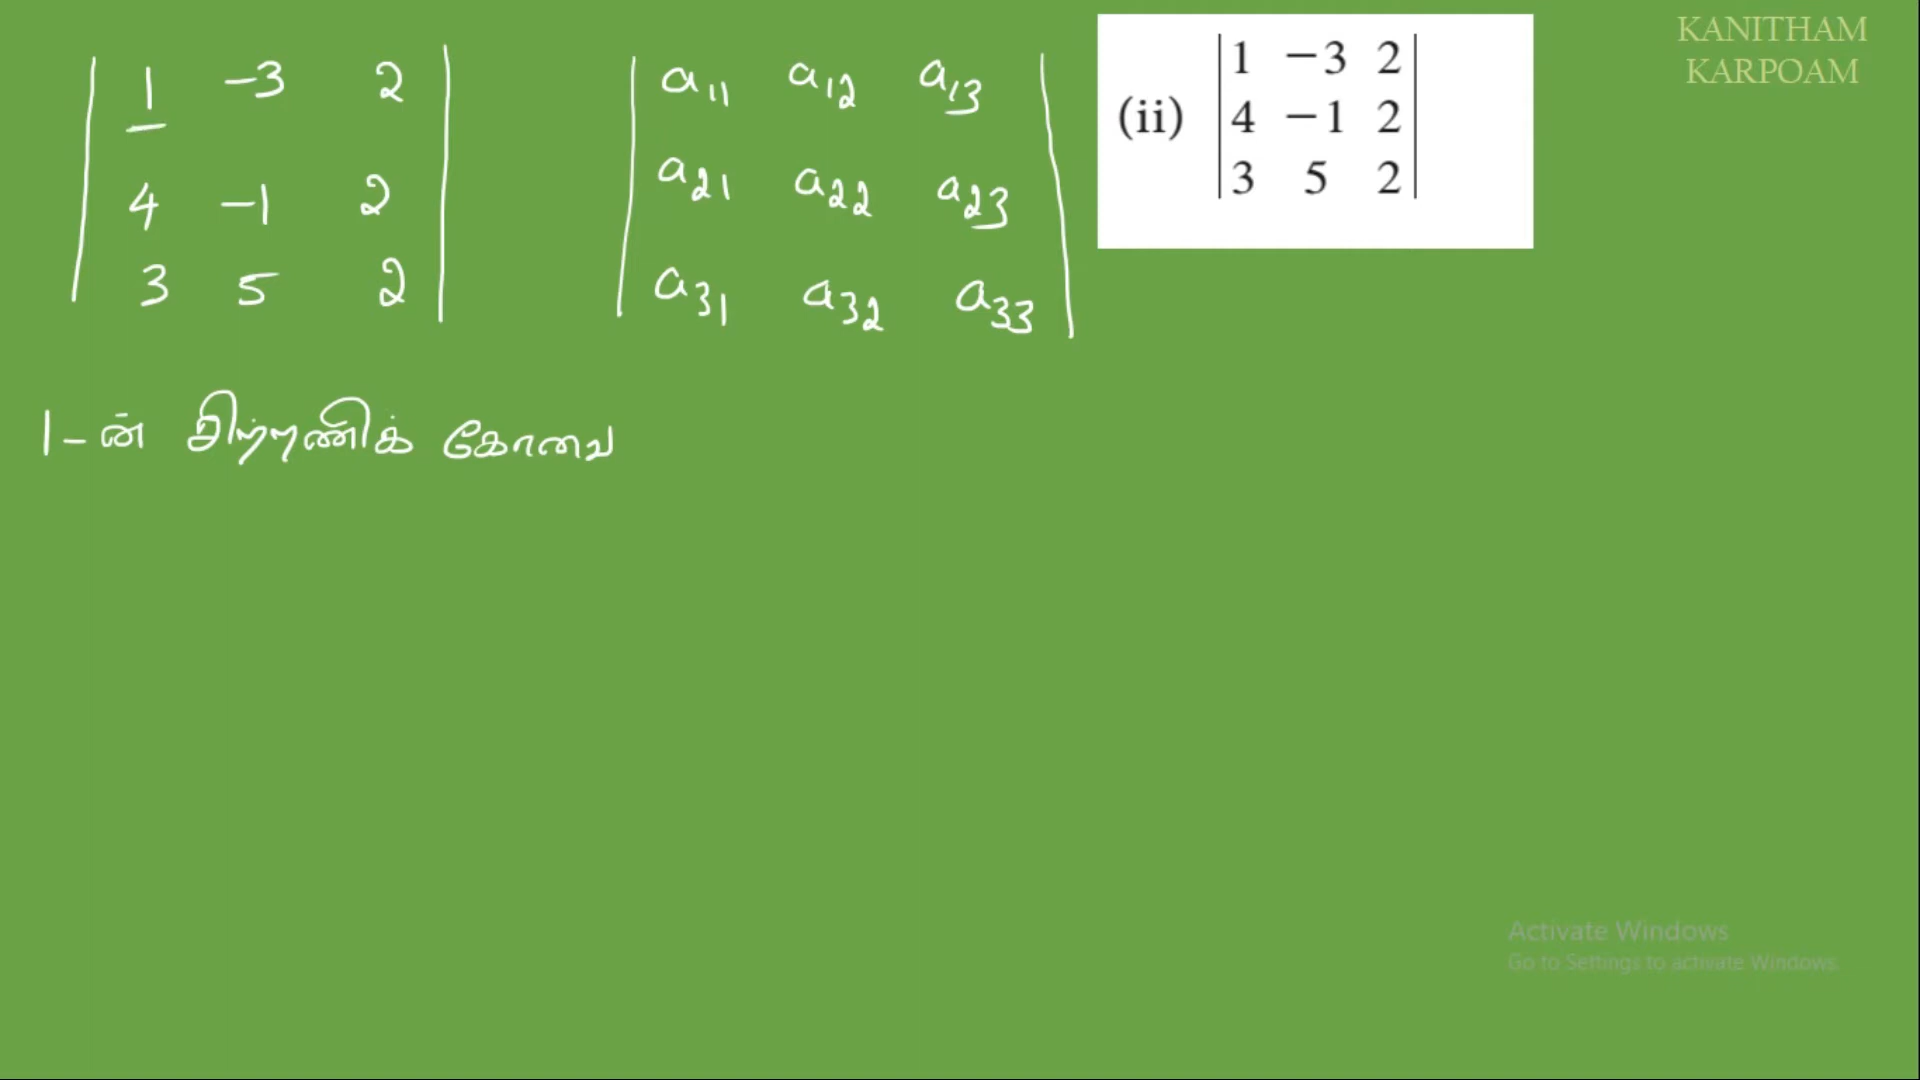 1 -3 2
4 -1 2
3 5 2
a11 a12 a13
a21 a22 a23
a31 a32 a33
(ii) 1 −3 2
4 −1 2
3 5 2
KANITHAM
KARPOAM
1-ன் சிற்றணிக் கோவை
Activate Windows
Go to Settings to activate Windows.